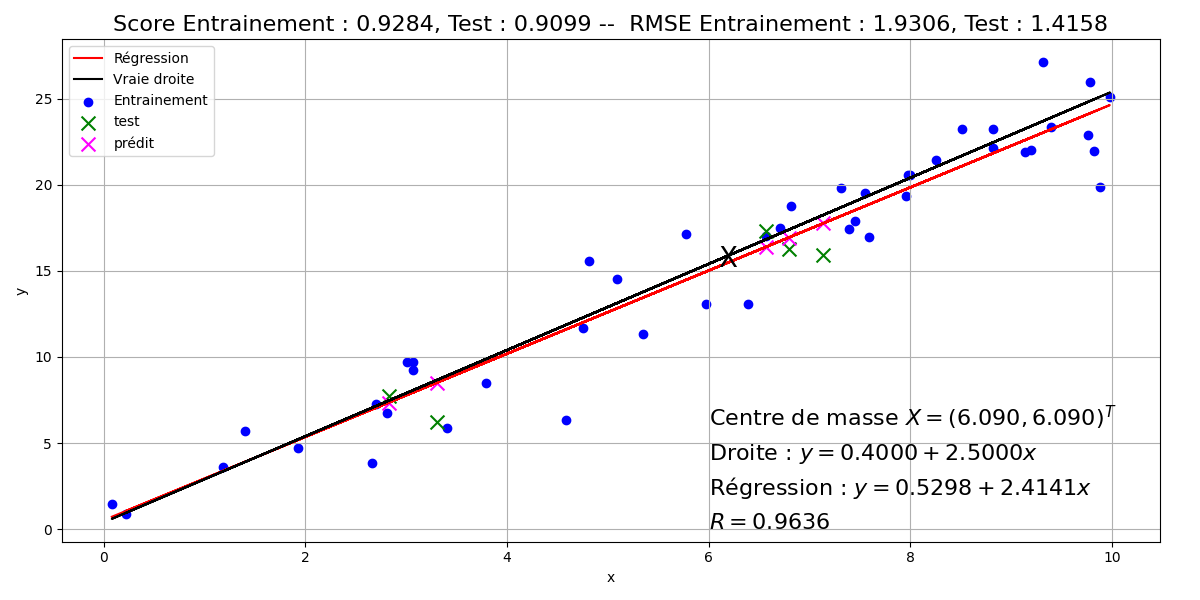 Score Entrainement : 0.9284, Test : 0.9099 --  RMSE Entrainement : 1.9306, Test : 1.4158
Régression
Vraie droite
Entrainement
test
prédit
25
20
15
10
5
0
y
X
Centre de masse X = (6.090, 6.090)^T
Droite : y = 0.4000 + 2.5000x
Régression : y = 0.5298 + 2.4141x
R = 0.9636
0 2 4 6 8 10
x